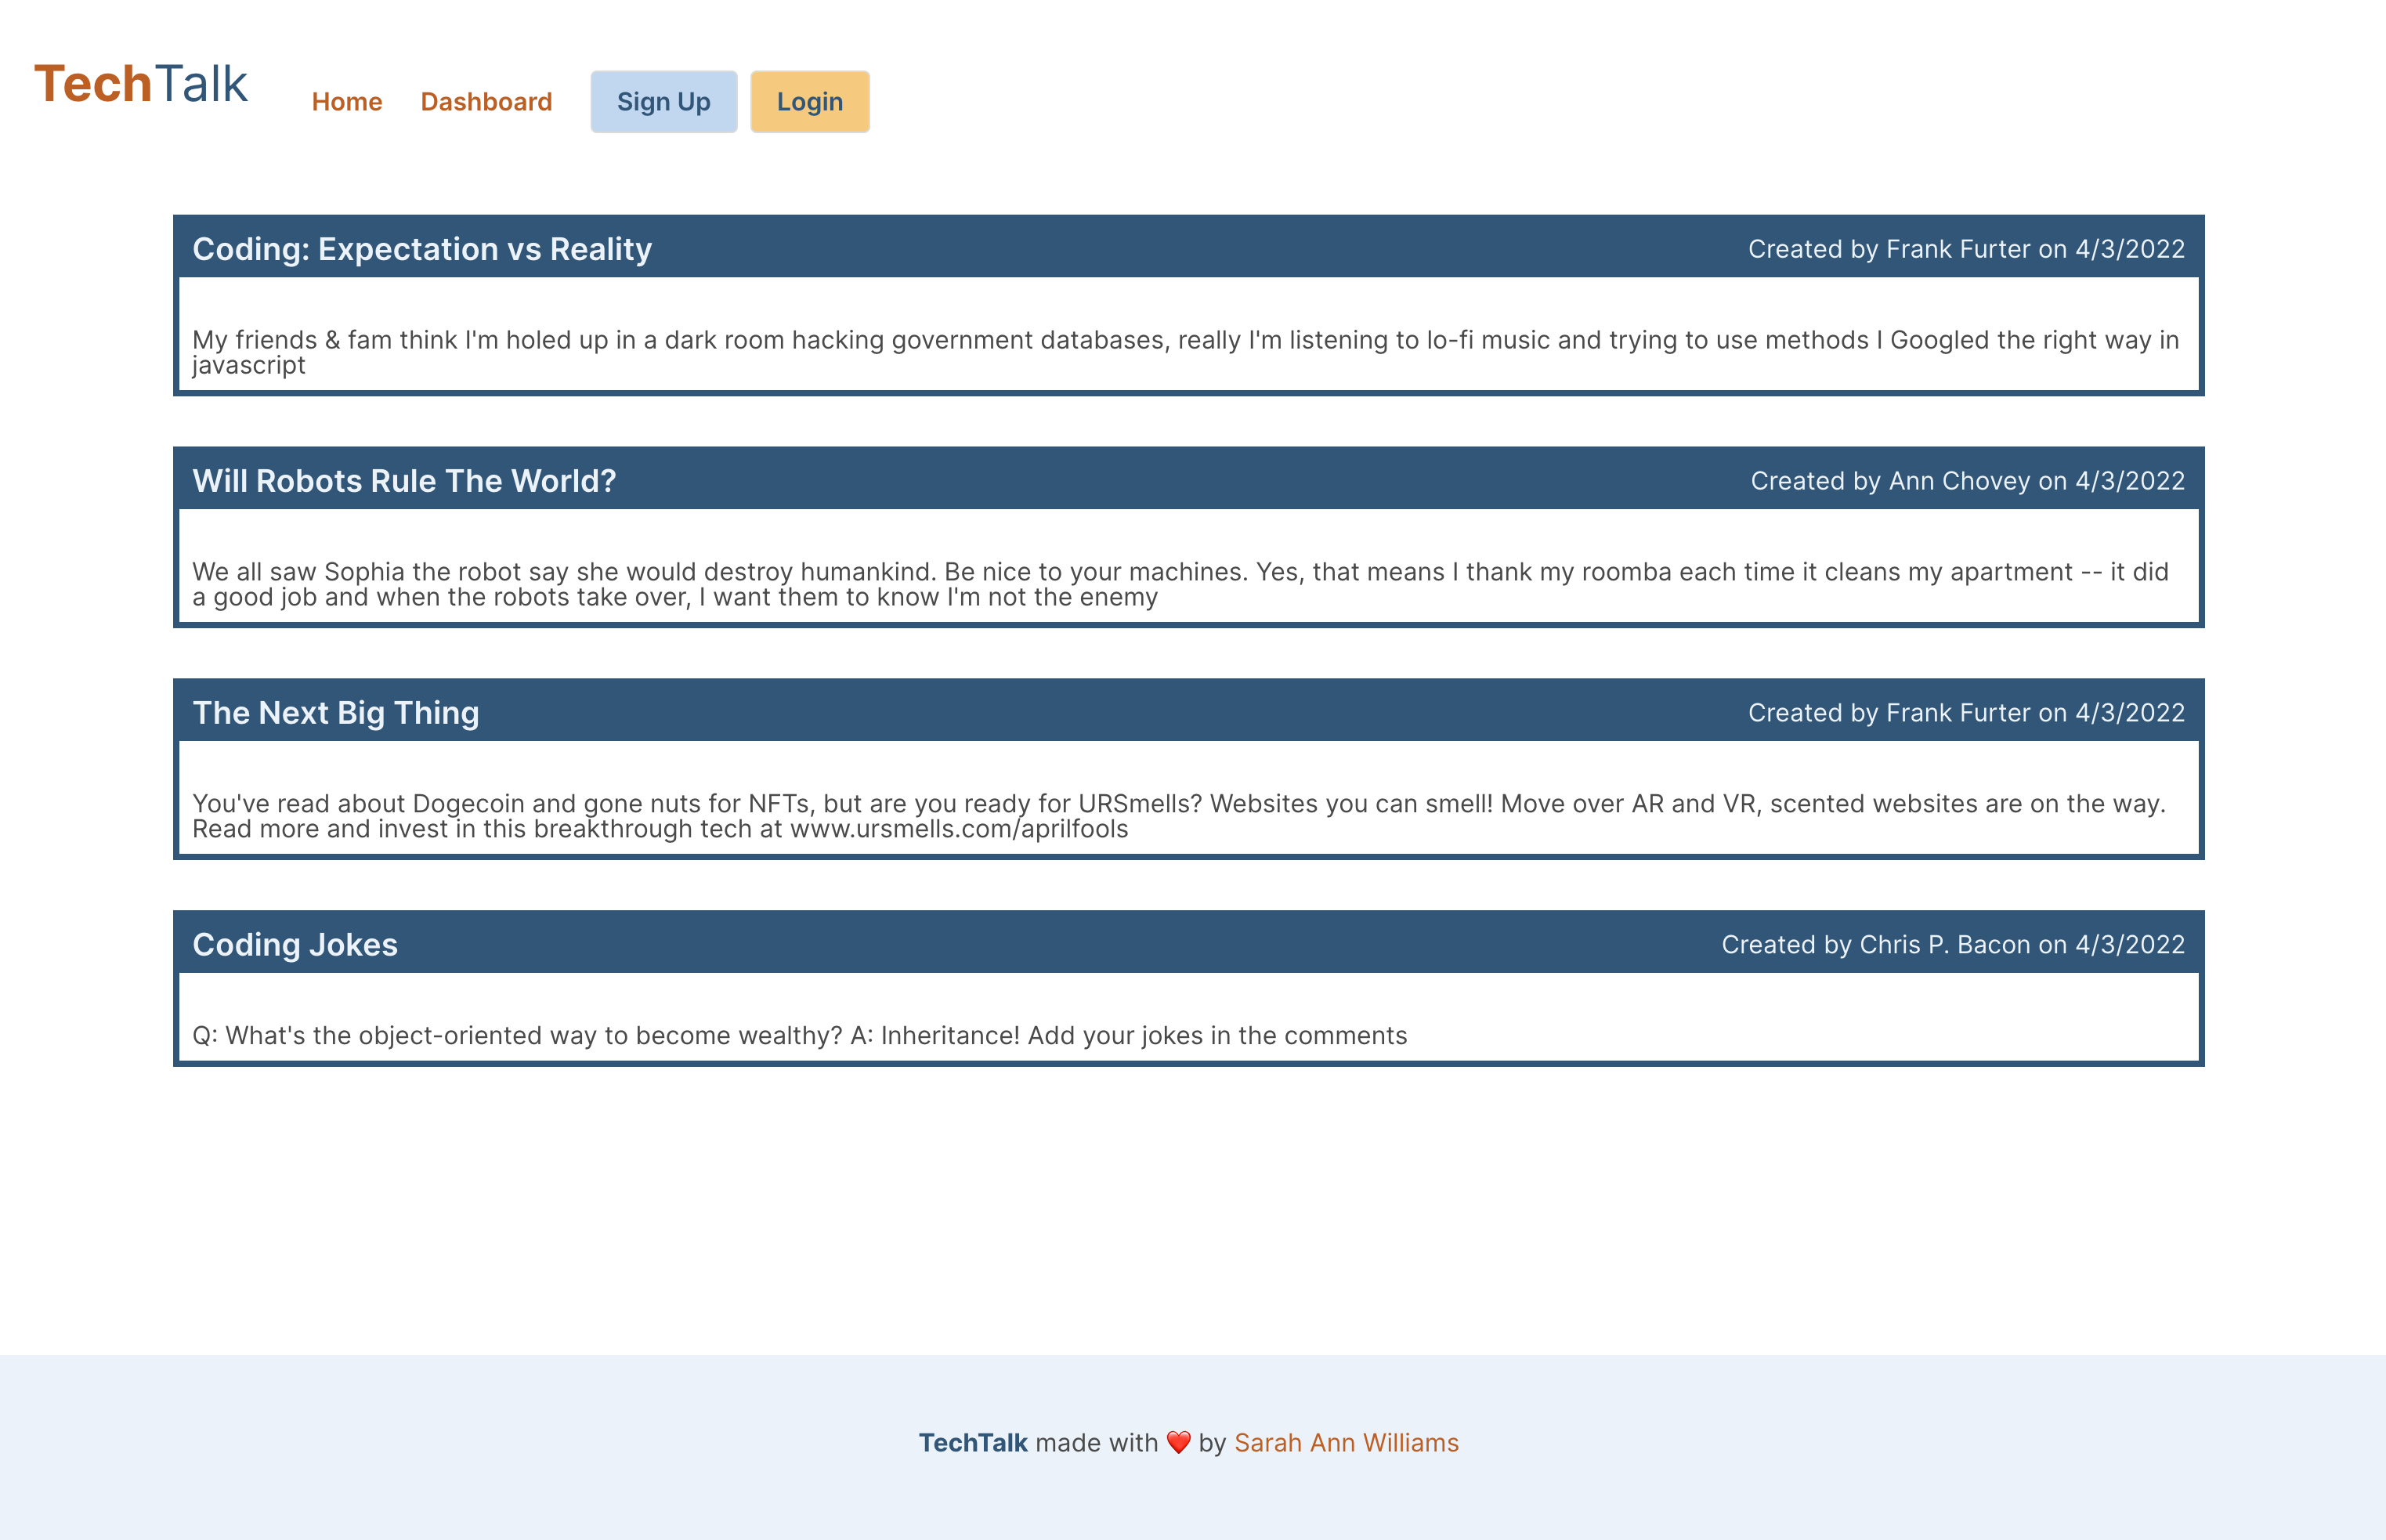 TechTalk
Home Dashboard Sign Up Login
Coding: Expectation vs Reality Created by Frank Furter on 4/3/2022
My friends & fam think I'm holed up in a dark room hacking government databases, really I'm listening to lo-fi music and trying to use methods I Googled the right way in
javascript
Will Robots Rule The World? Created by Ann Chovey on 4/3/2022
We all saw Sophia the robot say she would destroy humankind. Be nice to your machines. Yes, that means I thank my roomba each time it cleans my apartment -- it did
a good job and when the robots take over, I want them to know I'm not the enemy
The Next Big Thing Created by Frank Furter on 4/3/2022
You've read about Dogecoin and gone nuts for NFTs, but are you ready for URSmells? Websites you can smell! Move over AR and VR, scented websites are on the way.
Read more and invest in this breakthrough tech at www.ursmells.com/aprilfools
Coding Jokes Created by Chris P. Bacon on 4/3/2022
Q: What's the object-oriented way to become wealthy? A: Inheritance! Add your jokes in the comments
TechTalk made with ❤️ by Sarah Ann Williams